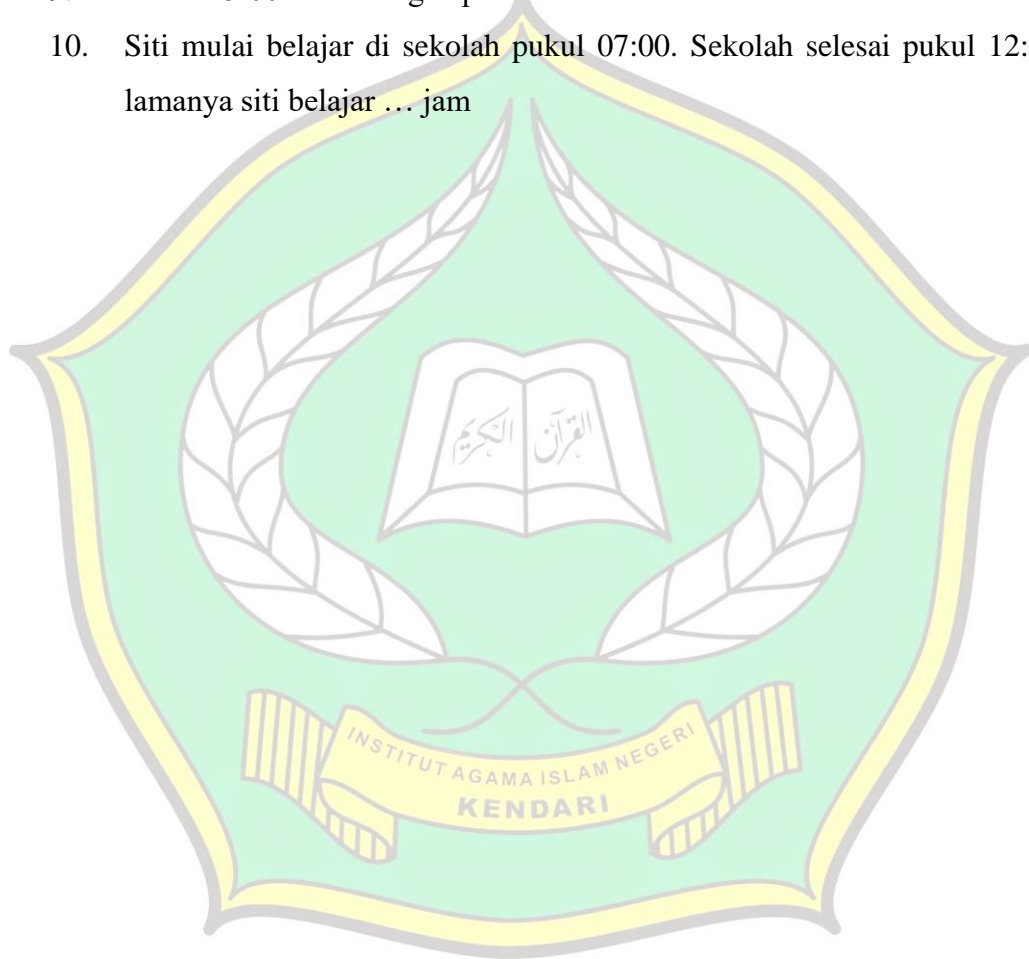 10. Siti mulai belajar di sekolah pukul 07:00. Sekolah selesai pukul 12:
lamanya siti belajar … jam
القرآن الكريم
INSTITUT AGAMA ISLAM NEGERI
KENDARI